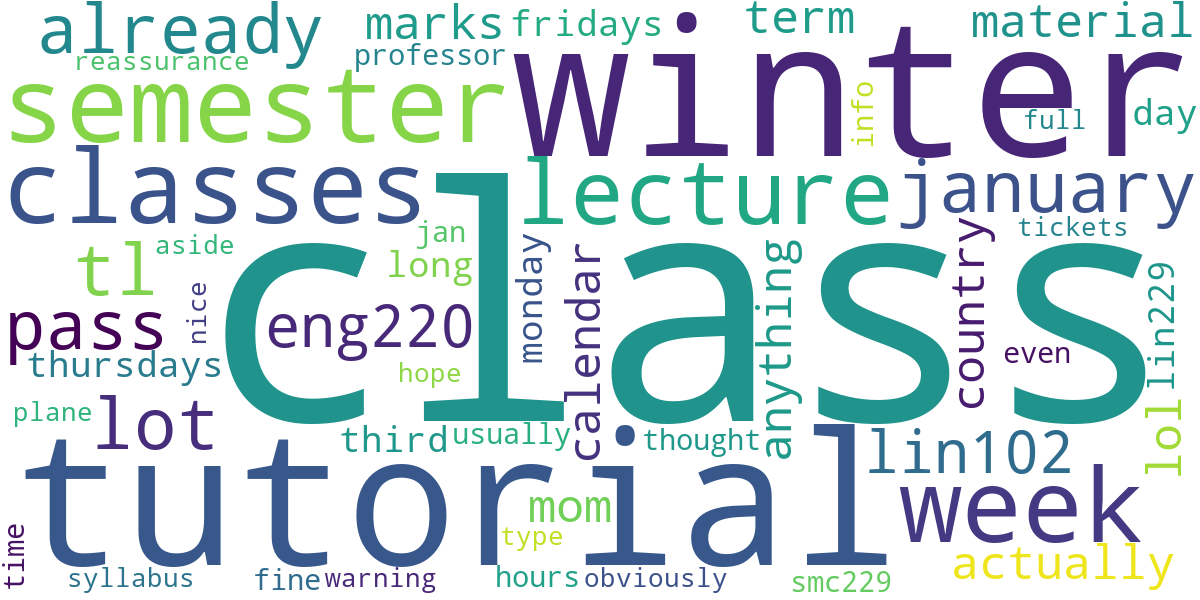 already
marks
fridays
term
material
reassurance
professor
semester
winter
info
full
day
classes
lecture
january
tl
aside
jan
long
monday
calendar
anything
country
tickets
lin229
pass
nice
eng220
class
even
thursdays
hope
plane
lot
third
usually
thought
lol
tutorial
lin102
mom
week
type
time
actually
syllabus
fine
warning
hours
obviously
smc229